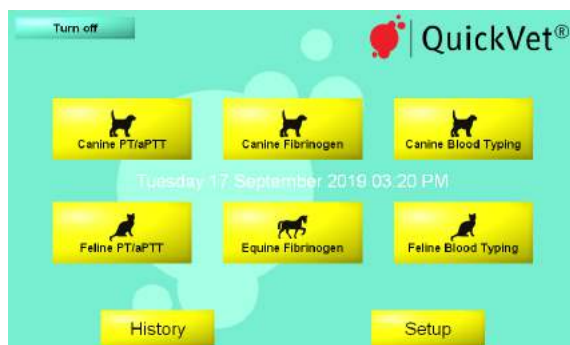 Turn off
QuickVet®
Canine PT/aPTT
Canine Fibrinogen
Canine Blood Typing
Tuesday 17 September 2019 03:20 PM
Feline PT/aPTT
Equine Fibrinogen
Feline Blood Typing
History
Setup